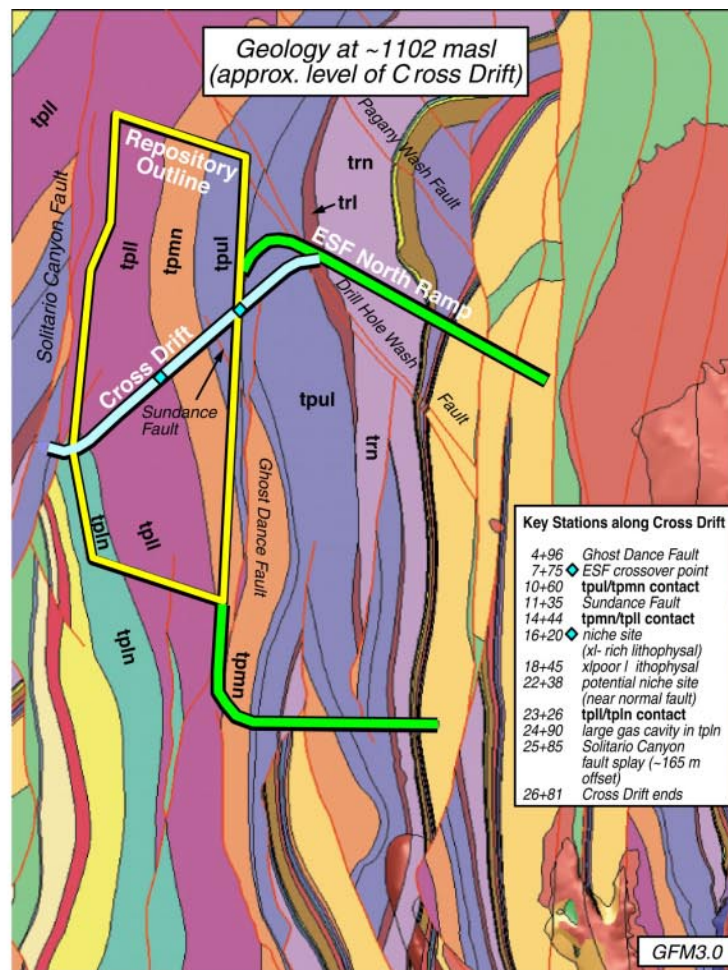 Geology at ~1102 masl
(approx. level of Cross Drift)
tpll
Repository
Outline
Solitario Canyon Fault
tpll
tpmn
tpul
trn
Pagany Wash Fault
trl
ESF North Ramp
Drill Hole Wash
Fault
Cross Drift
Sundance
Fault
tpul
trn
Ghost Dance Fault
tpln
tpll
tpln
tpmn
Key Stations along Cross Drift
4+96 Ghost Dance Fault
7+75 ESF crossover point
10+60 tpul/tpmn contact
11+35 Sundance Fault
14+44 tpmn/tpll contact
16+20 niche site
(xl- rich lithophysal)
18+45 xlpoor l ithophysal
22+38 potential niche site
(near normal fault)
23+26 tpll/tpln contact
24+90 large gas cavity in tpln
25+85 Solitario Canyon
fault splay (~165 m
offset)
26+81 Cross Drift ends
GFM3.0